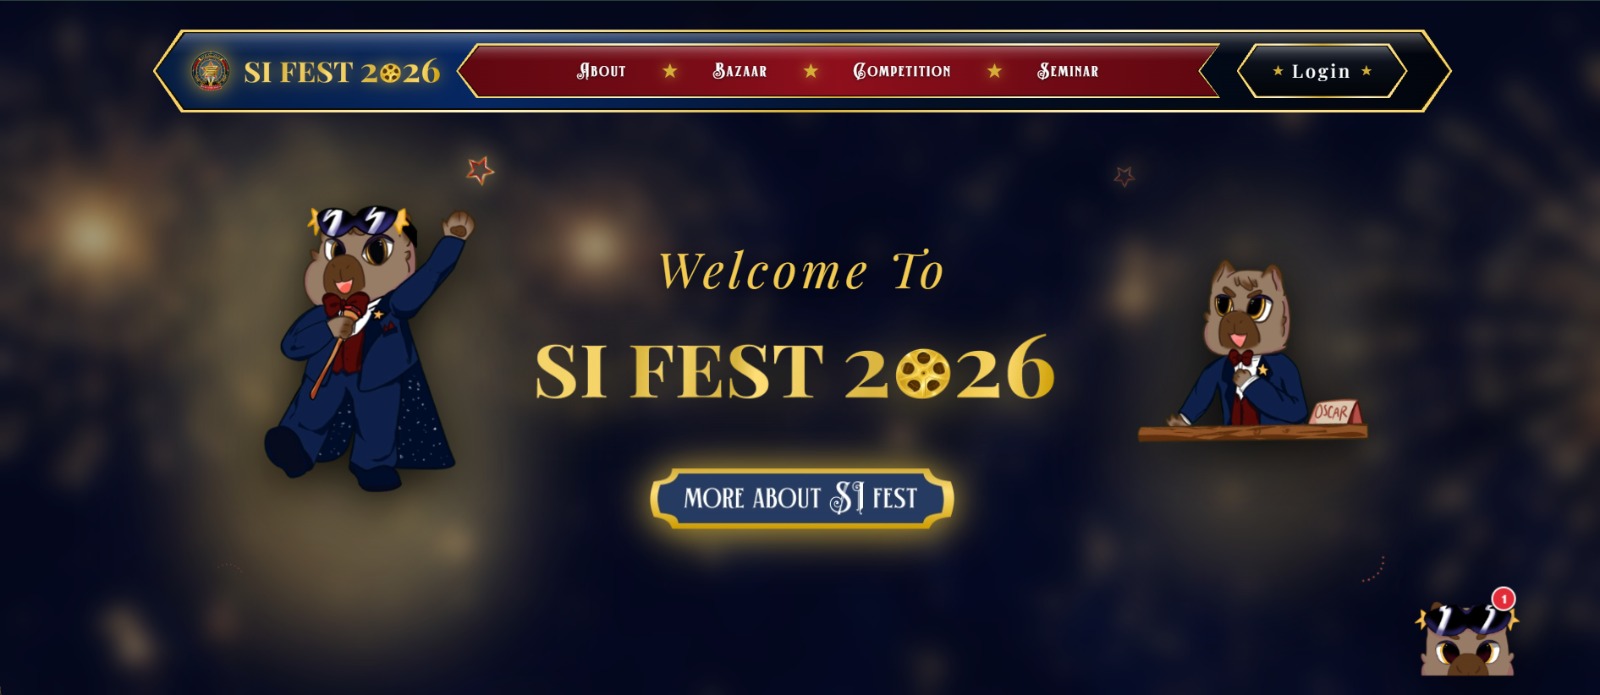 SI FEST 2026
About ★ Bazaar ★ Competition ★ Seminar
★ Login ★
Welcome To
SI FEST 2026
OSCAR
MORE ABOUT SI FEST
1